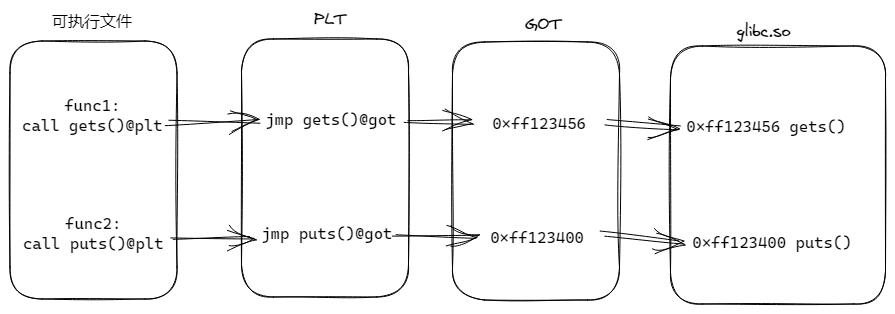 可执行文件
PLT
GOT
glibc.so
func1:
call gets()@plt
jmp gets()@got
0xff123456
0xff123456 gets()
func2:
call puts()@plt
jmp puts()@got
0xff123400
0xff123400 puts()